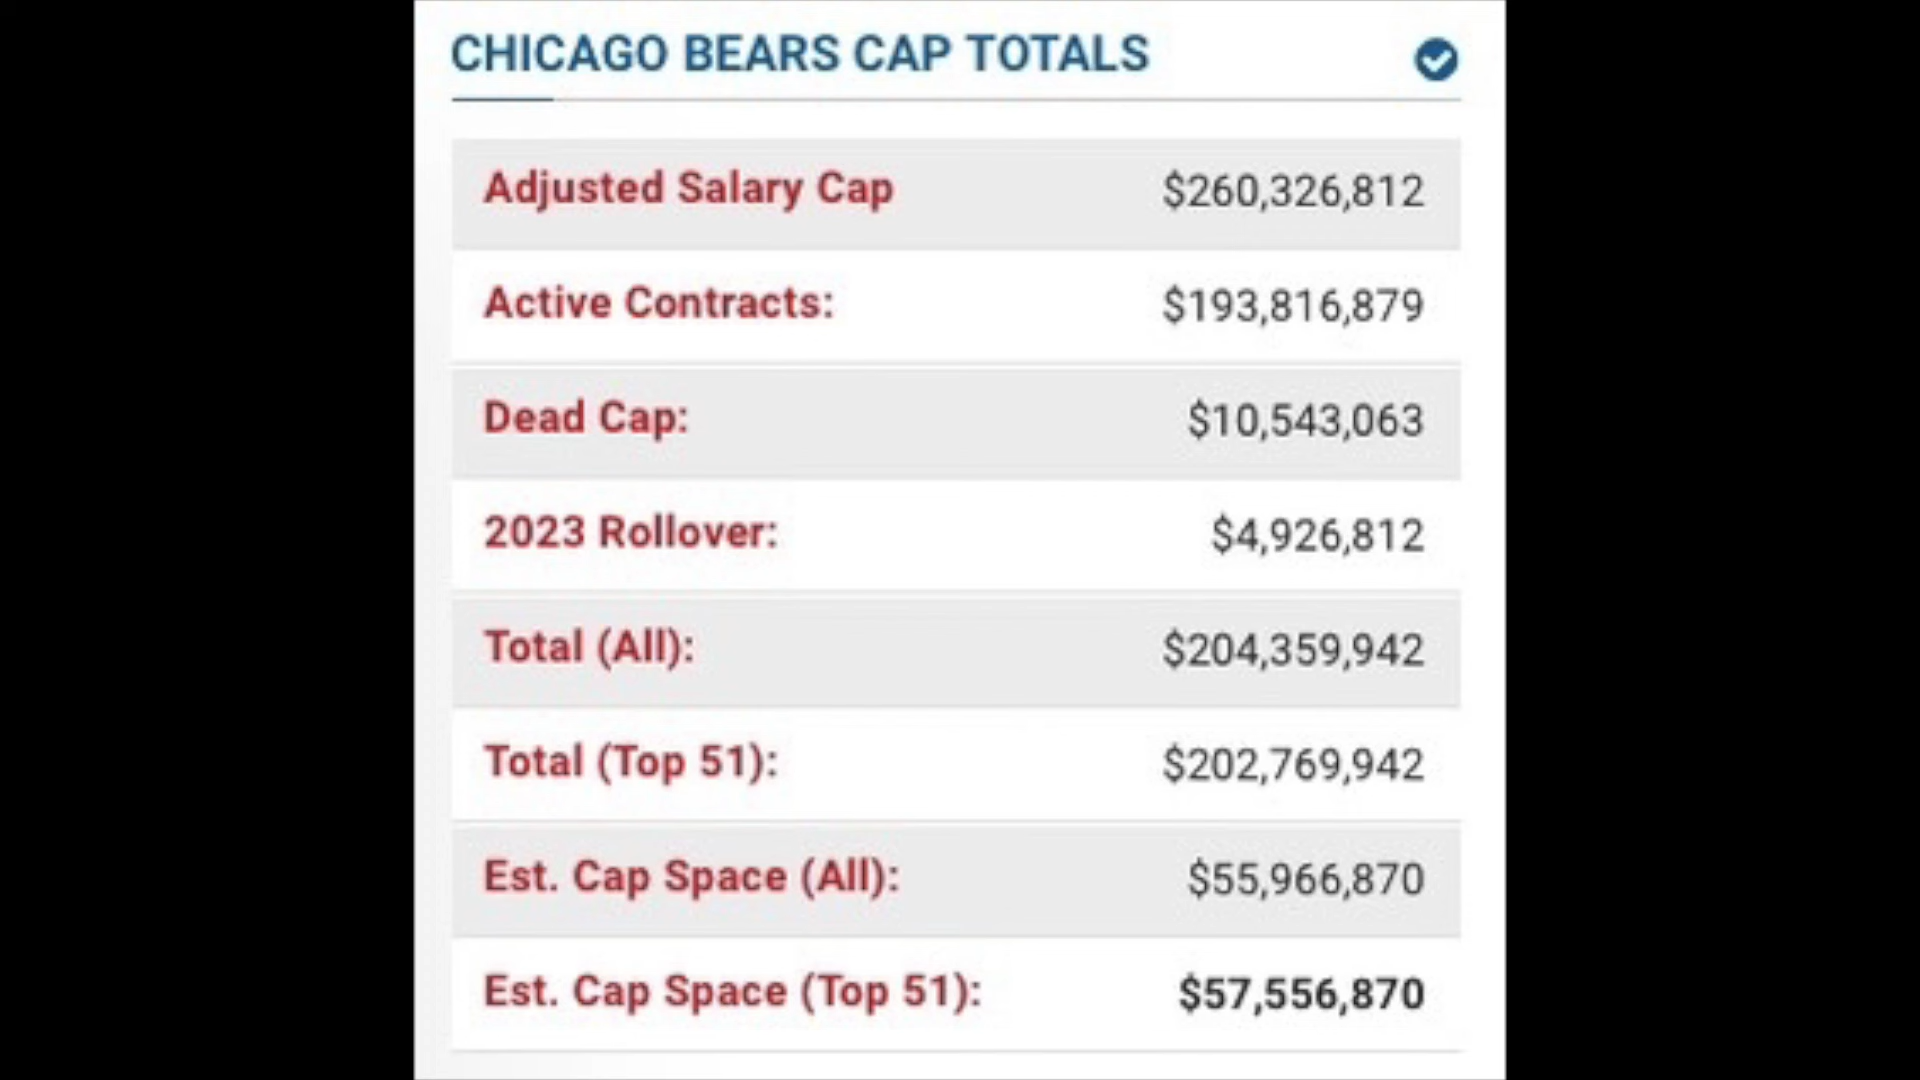 CHICAGO BEARS CAP TOTALS
Adjusted Salary Cap $260,326,812
Active Contracts: $193,816,879
Dead Cap: $10,543,063
2023 Rollover: $4,926,812
Total (All): $204,359,942
Total (Top 51): $202,769,942
Est. Cap Space (All): $55,966,870
Est. Cap Space (Top 51): $57,556,870